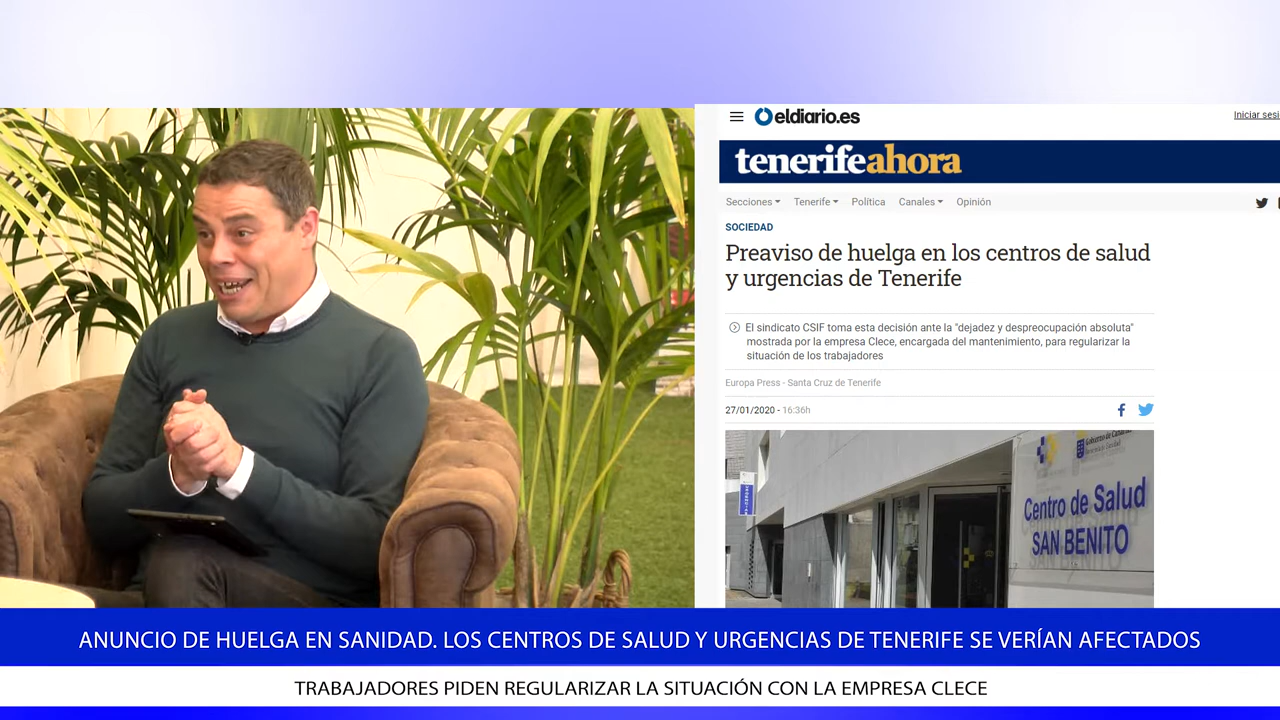 eldiario.es
Iniciar sesi
tenerifeahora
Secciones Tenerife Política Canales Opinión
SOCIEDAD
Preaviso de huelga en los centros de salud
y urgencias de Tenerife
El sindicato CSIF toma esta decisión ante la "dejadez y despreocupación absoluta"
mostrada por la empresa Clece, encargada del mantenimiento, para regularizar la
situación de los trabajadores
Europa Press - Santa Cruz de Tenerife
27/01/2020 - 16:36h
Gobierno de Canarias
Centro de Salud
SAN BENITO
ANUNCIO DE HUELGA EN SANIDAD. LOS CENTROS DE SALUD Y URGENCIAS DE TENERIFE SE VERÍAN AFECTADOS
TRABAJADORES PIDEN REGULARIZAR LA SITUACIÓN CON LA EMPRESA CLECE